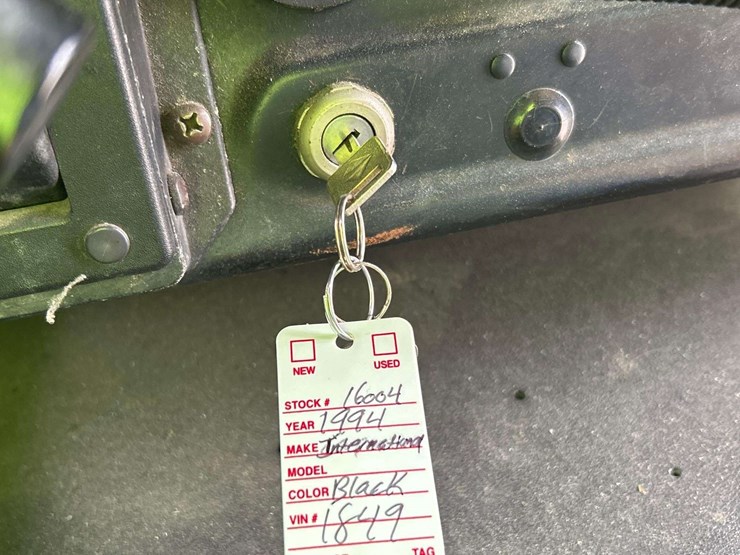 NEW USED
STOCK # 16004
YEAR 1994
MAKE International
MODEL
COLOR Black
VIN # 1849
TAG